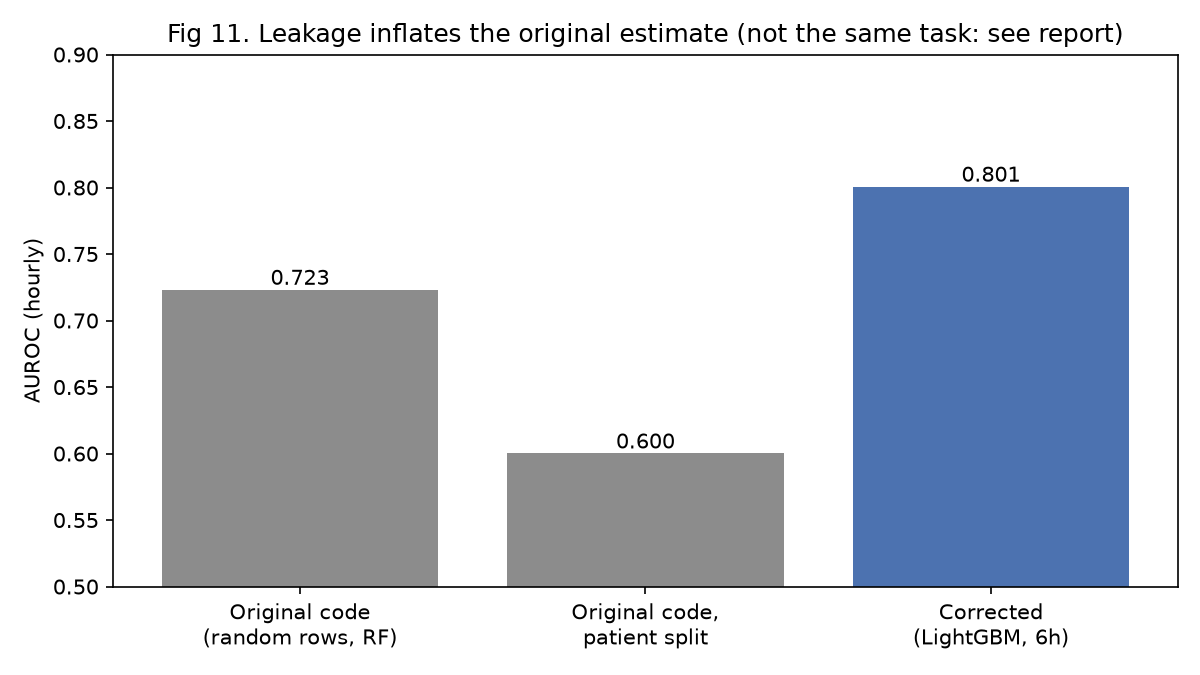 Fig 11. Leakage inflates the original estimate (not the same task: see report)
AUROC (hourly)
0.90
0.85
0.80
0.75
0.70
0.65
0.60
0.55
0.50
0.723
0.600
0.801
Original code
(random rows, RF)
Original code,
patient split
Corrected
(LightGBM, 6h)